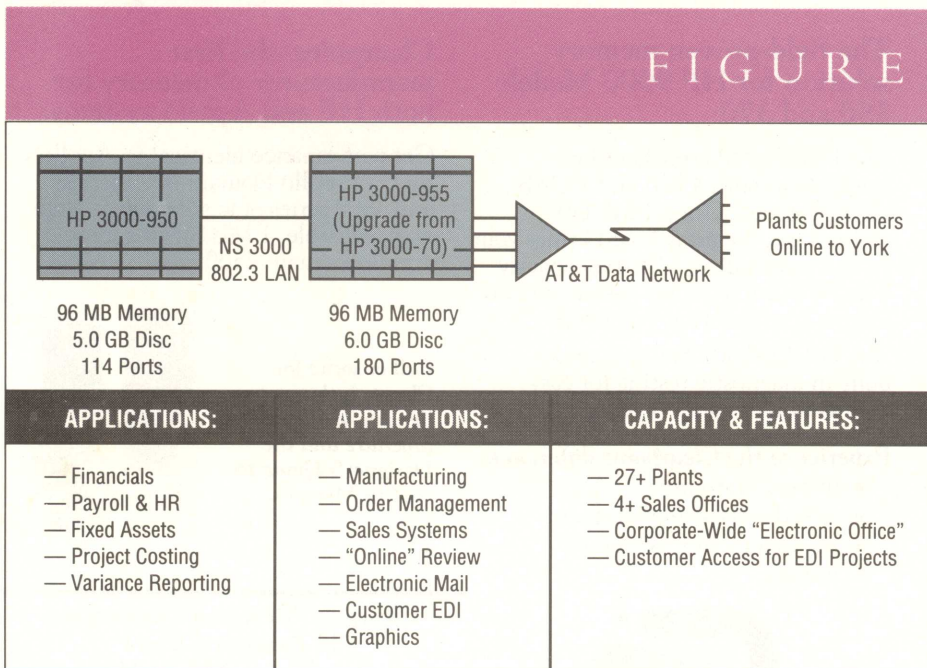 FIGURE
HP 3000-950
NS 3000
802.3 LAN
HP 3000-955
(Upgrade from
HP 3000-70)
AT&T Data Network
Plants Customers
Online to York
96 MB Memory
5.0 GB Disc
114 Ports
96 MB Memory
6.0 GB Disc
180 Ports
APPLICATIONS:
— Financials
— Payroll & HR
— Fixed Assets
— Project Costing
— Variance Reporting
APPLICATIONS:
— Manufacturing
— Order Management
— Sales Systems
— “Online” Review
— Electronic Mail
— Customer EDI
— Graphics
CAPACITY & FEATURES:
— 27+ Plants
— 4+ Sales Offices
— Corporate-Wide “Electronic Office”
— Customer Access for EDI Projects